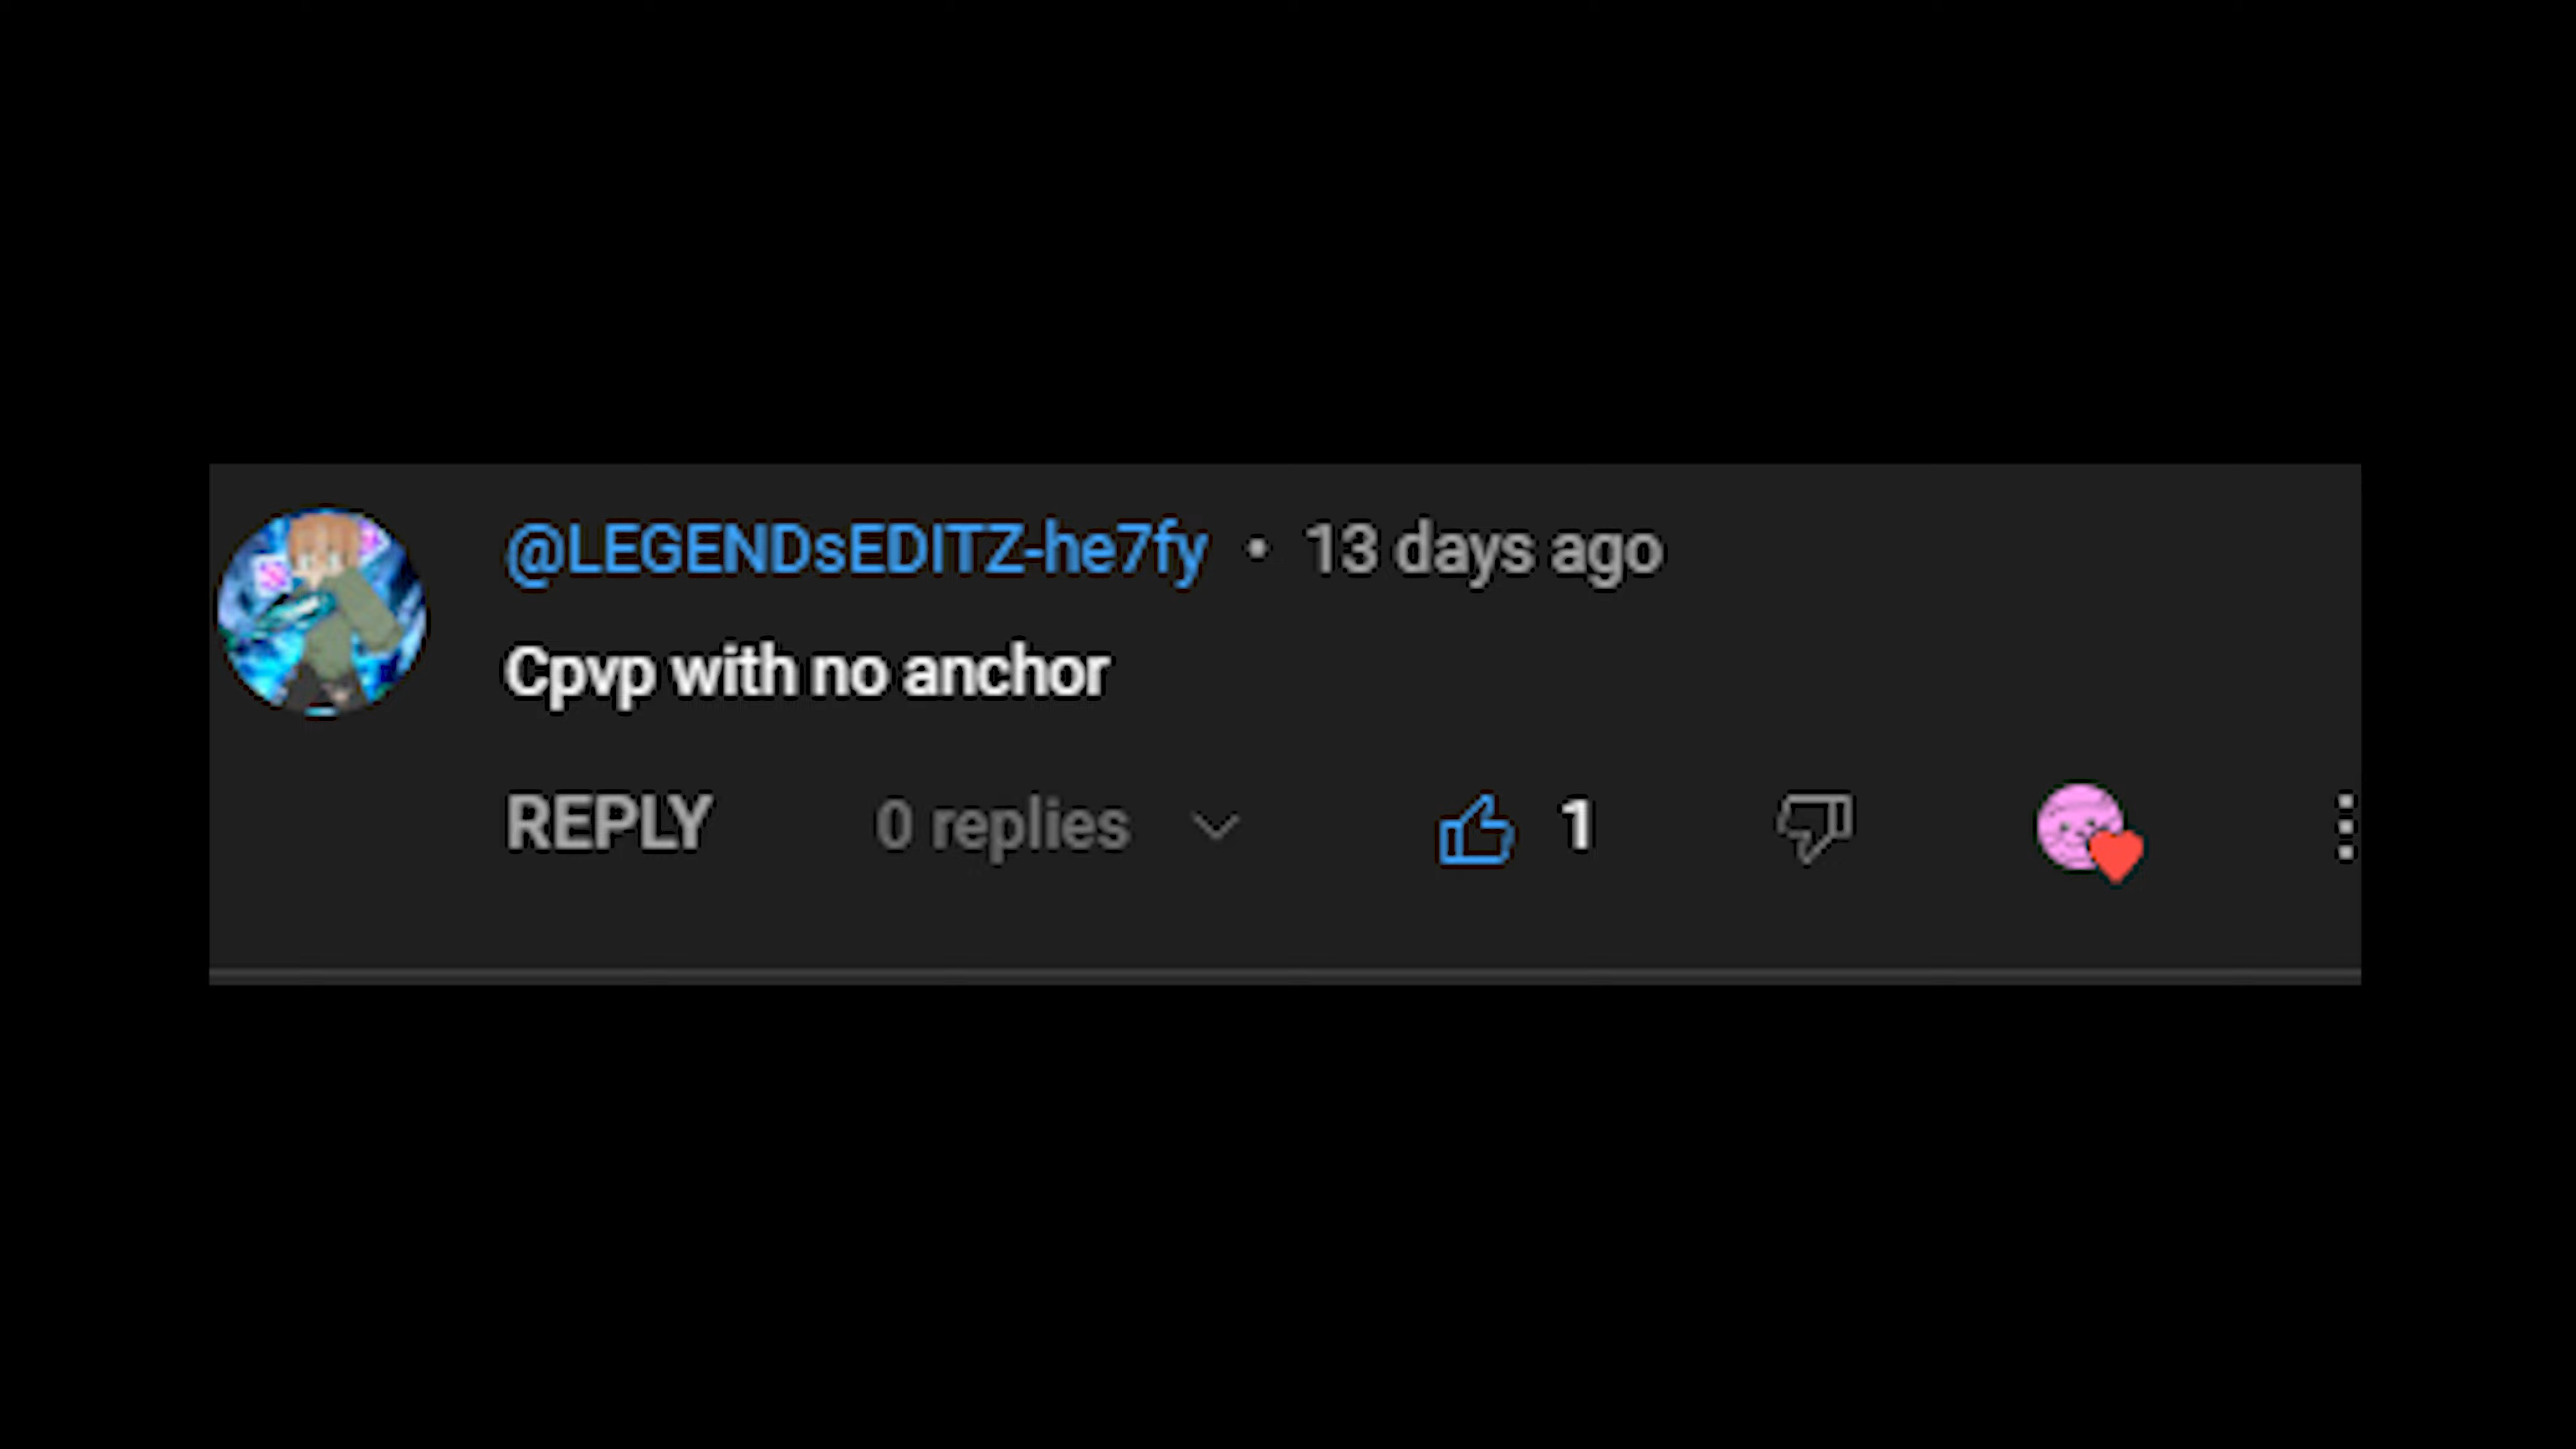 @LEGENDsEDITZ-he7fy • 13 days ago
Cpvp with no anchor
REPLY 0 replies 1